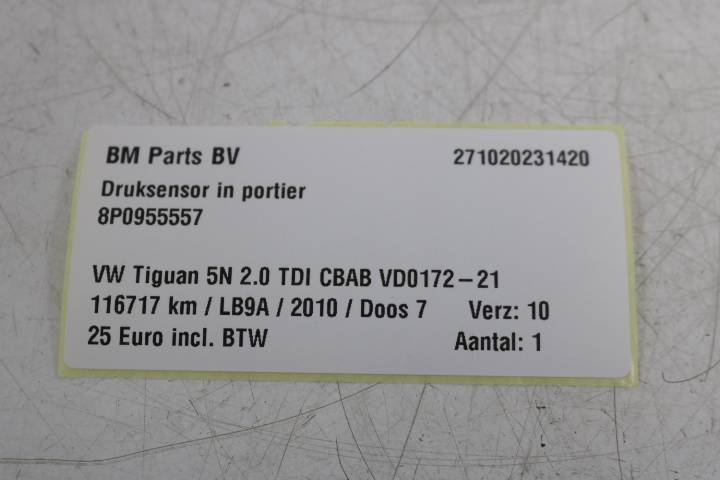 BM Parts BV 271020231420
Druksensor in portier
8P0955557
VW Tiguan 5N 2.0 TDI CBAB VD0172-21
116717 km / LB9A / 2010 / Doos 7 Verz: 10
25 Euro incl. BTW Aantal: 1